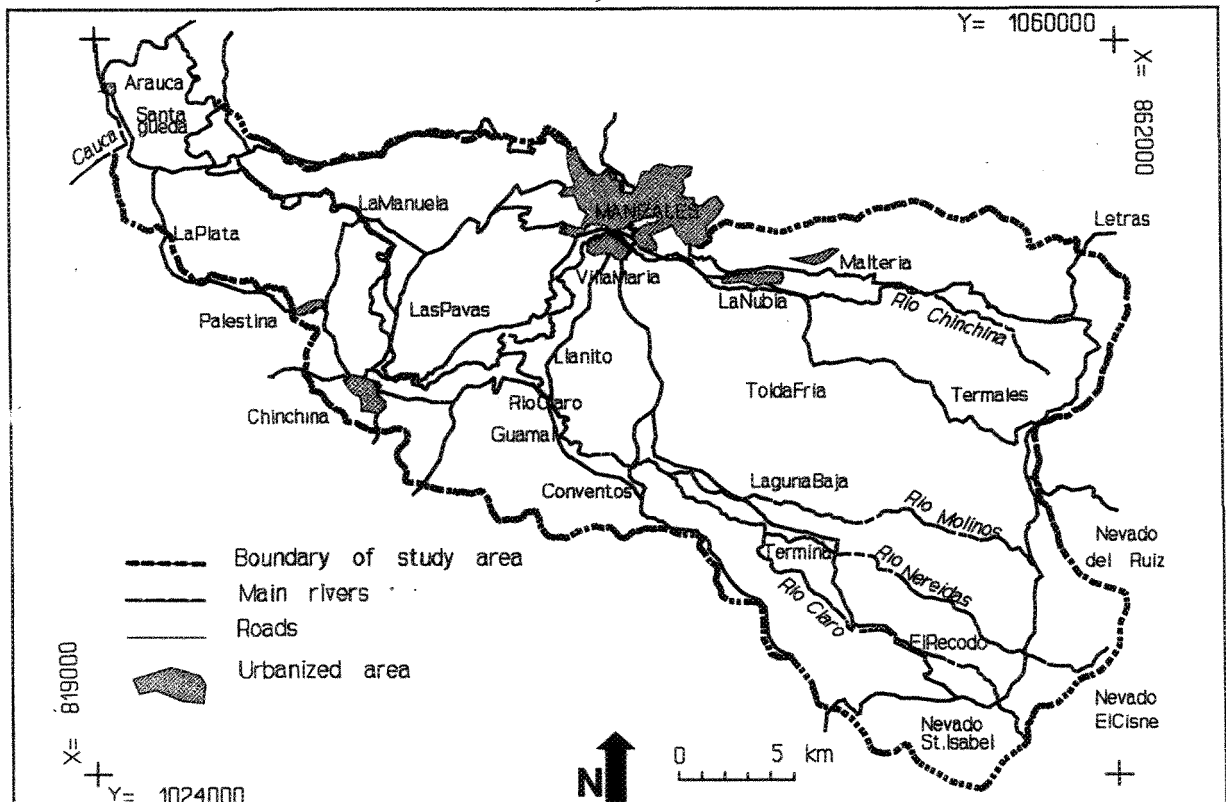 Y= 1060000
X= 862000
Arauca
Santa
gueda
Cauca
LaManuela
MANIZALES
Letras
LaPlata
VillaMaria
Malteria
LaNubia
Rio Chinchina
Palestina
LasPavas
Llanito
ToldaFria
Termales
Chinchina
RioClaro
Guamal
Conventos
LagunaBaja
Rio Molinos
Nevado
del Ruiz
Termina
Rio Nereidas
Rio Claro
ElRecodo
Boundary of study area
Main rivers
Roads
Urbanized area
Nevado
ElCisne
Nevado
St.Isabel
X= 819000
Y= 1024000
N
0 5 km